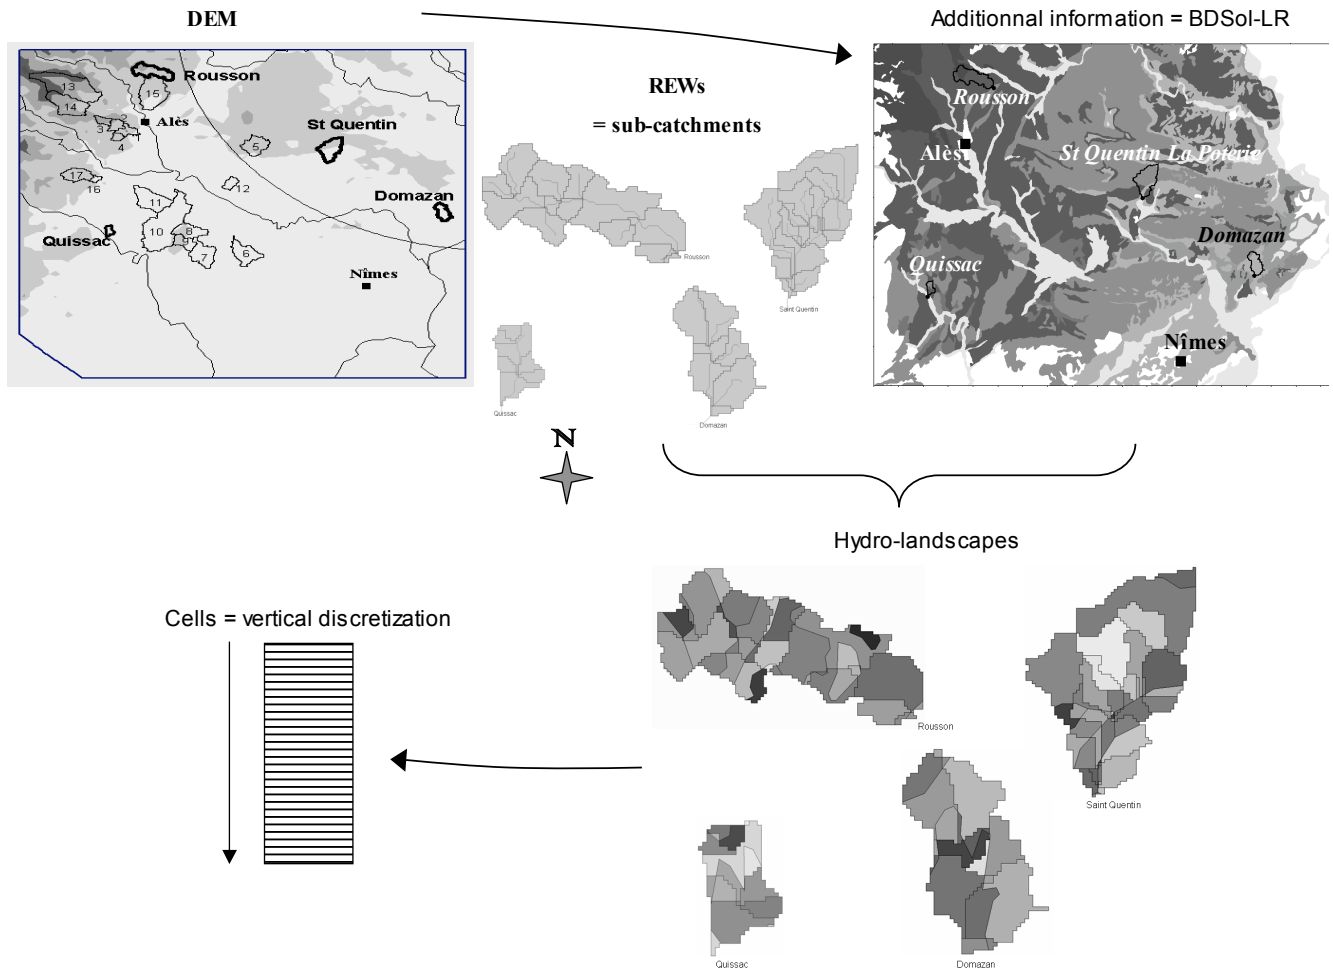 DEM
Additionnal information = BDSol-LR
REWs
= sub-catchments
Rousson
13
15
14
2
Alès
3
1
4
5
St Quentin
17
16
12
Domazan
11
Quissac
10
8
9
7
6
Nîmes
Rousson
Saint Quentin
Quissac
Domazan
Rousson
Alès
St Quentin La Poterie
Domazan
Quissac
Nîmes
N
Hydro-landscapes
Cells = vertical discretization
Rousson
Saint Quentin
Quissac
Domazan